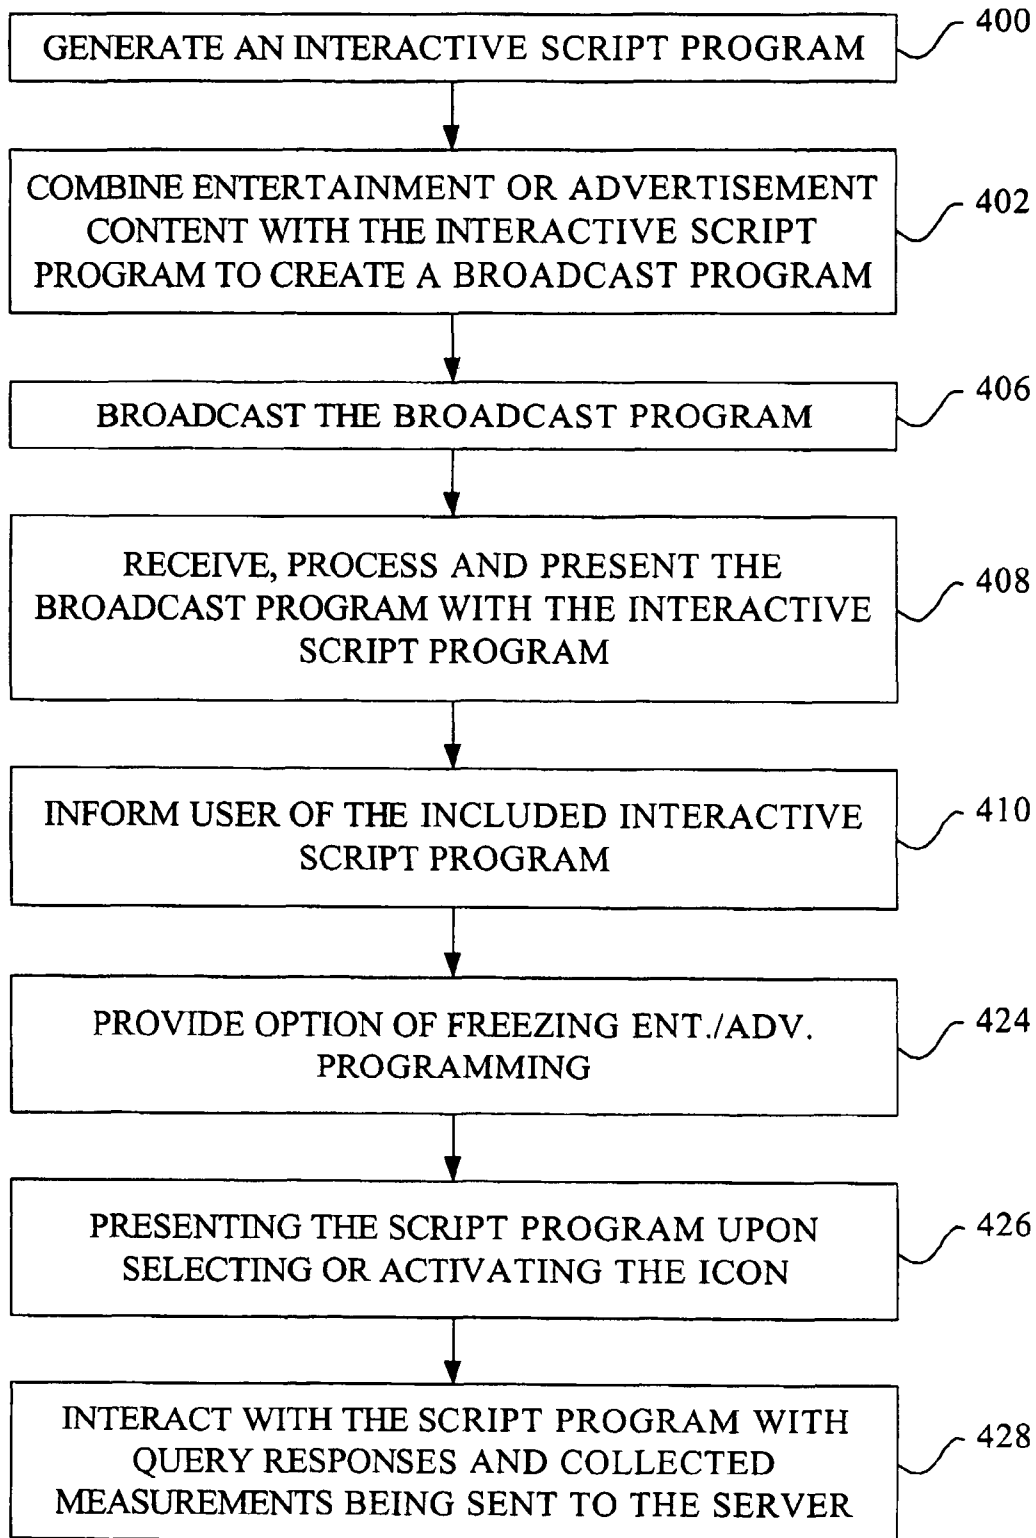 GENERATE AN INTERACTIVE SCRIPT PROGRAM
400
COMBINE ENTERTAINMENT OR ADVERTISEMENT
CONTENT WITH THE INTERACTIVE SCRIPT
PROGRAM TO CREATE A BROADCAST PROGRAM
402
BROADCAST THE BROADCAST PROGRAM
406
RECEIVE, PROCESS AND PRESENT THE
BROADCAST PROGRAM WITH THE INTERACTIVE
SCRIPT PROGRAM
408
INFORM USER OF THE INCLUDED INTERACTIVE
SCRIPT PROGRAM
410
PROVIDE OPTION OF FREEZING ENT./ADV.
PROGRAMMING
424
PRESENTING THE SCRIPT PROGRAM UPON
SELECTING OR ACTIVATING THE ICON
426
INTERACT WITH THE SCRIPT PROGRAM WITH
QUERY RESPONSES AND COLLECTED
MEASUREMENTS BEING SENT TO THE SERVER
428